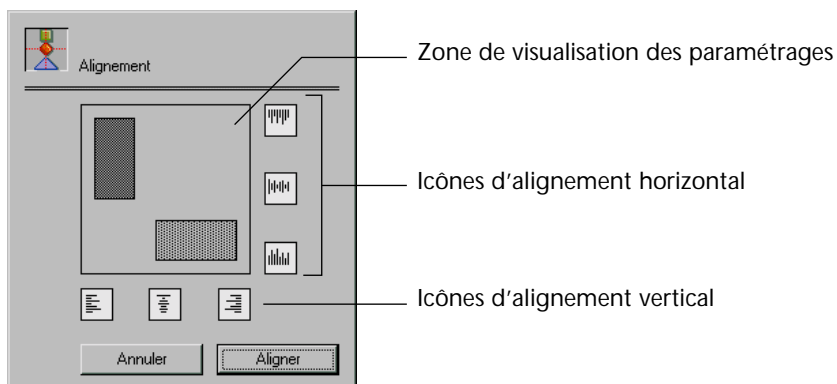 Alignement
Zone de visualisation des paramétrages
Icônes d'alignement horizontal
Icônes d'alignement vertical
Annuler
Aligner